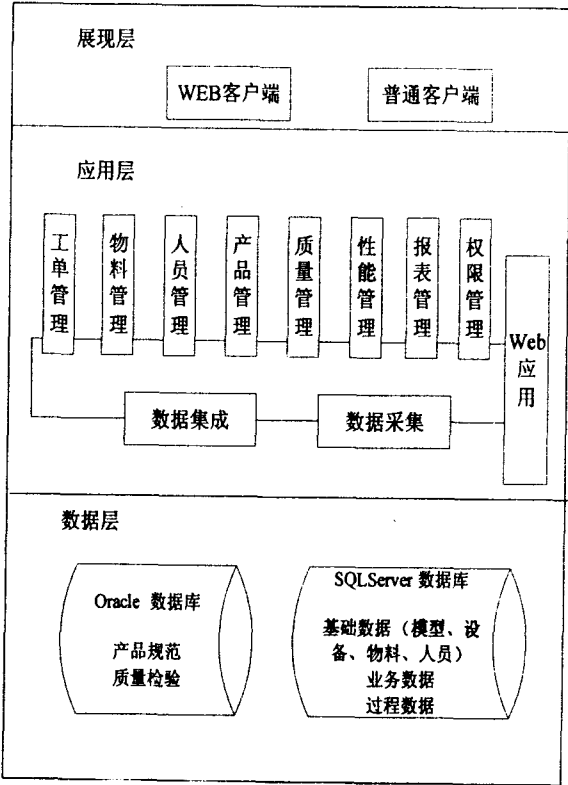 展现层
WEB客户端
普通客户端
应用层
工单管理
物料管理
人员管理
产品管理
质量管理
性能管理
报表管理
权限管理
Web
应用
数据集成
数据采集
数据层
Oracle 数据库
产品规范
质量检验
SQLServer 数据库
基础数据（模型、设
备、物料、人员）
业务数据
过程数据